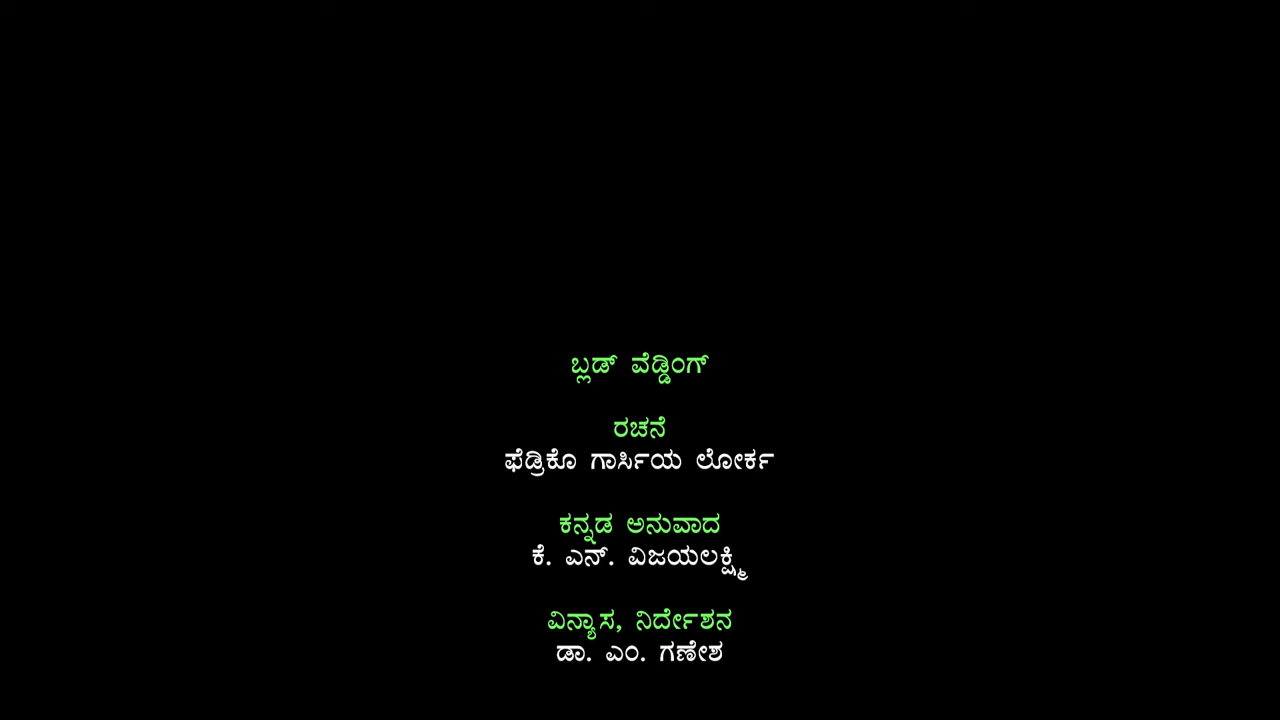 ಬ್ಲಡ್ ವೆಡ್ಡಿಂಗ್
ರಚನೆ
ಫೆಡ್ರಿಕೊ ಗಾರ್ಸಿಯ ಲೋರ್ಕ
ಕನ್ನಡ ಅನುವಾದ
ಕೆ. ಎನ್. ವಿಜಯಲಕ್ಷ್ಮಿ
ವಿನ್ಯಾಸ, ನಿರ್ದೇಶನ
ಡಾ. ಎಂ. ಗಣೇಶ